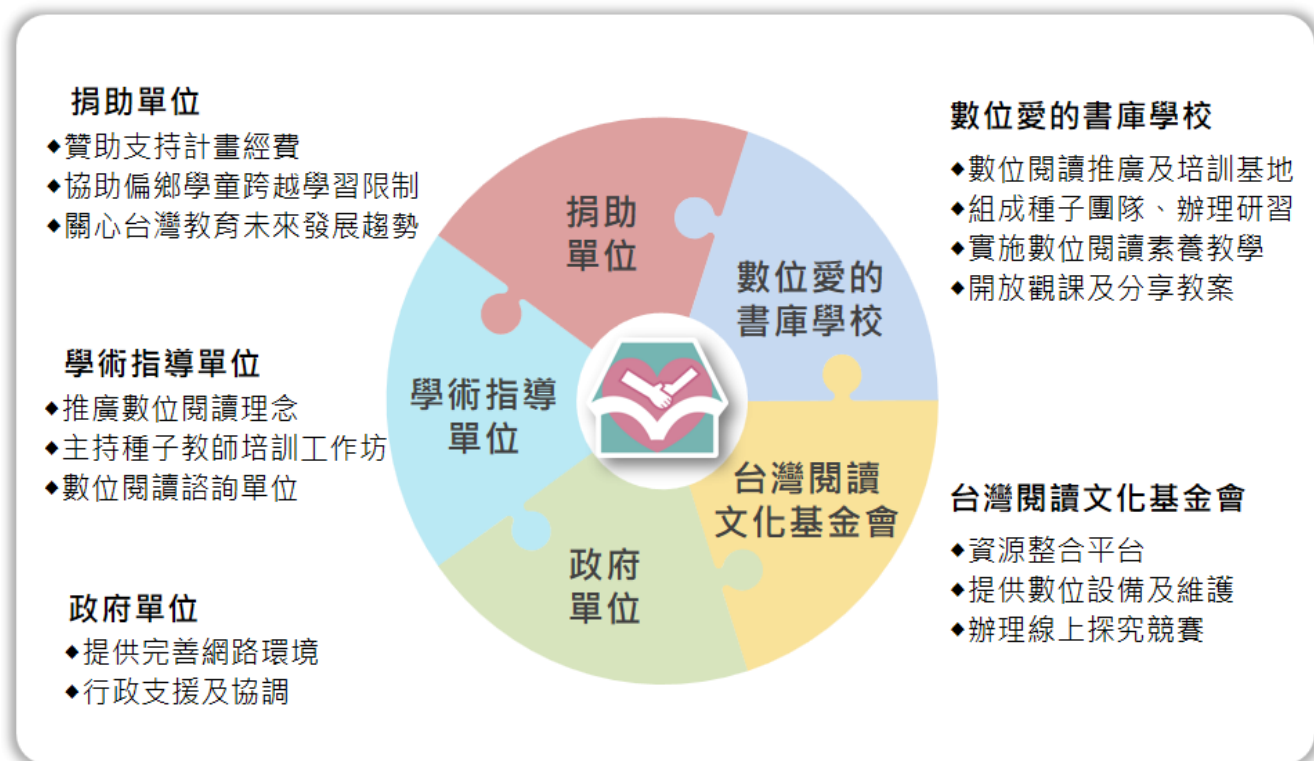 捐助單位
◆贊助支持計畫經費
◆協助偏鄉學童跨越學習限制
◆關心台灣教育未來發展趨勢
學術指導單位
◆推廣數位閱讀理念
◆主持種子教師培訓工作坊
◆數位閱讀諮詢單位
政府單位
◆提供完善網路環境
◆行政支援及協調
捐助
單位
數位愛的
書庫學校
學術指導
單位
台灣閱讀
文化基金會
政府
單位
數位愛的書庫學校
◆數位閱讀推廣及培訓基地
◆組成種子團隊、辦理研習
◆實施數位閱讀素養教學
◆開放觀課及分享教案
台灣閱讀文化基金會
◆資源整合平台
◆提供數位設備及維護
◆辦理線上探究競賽